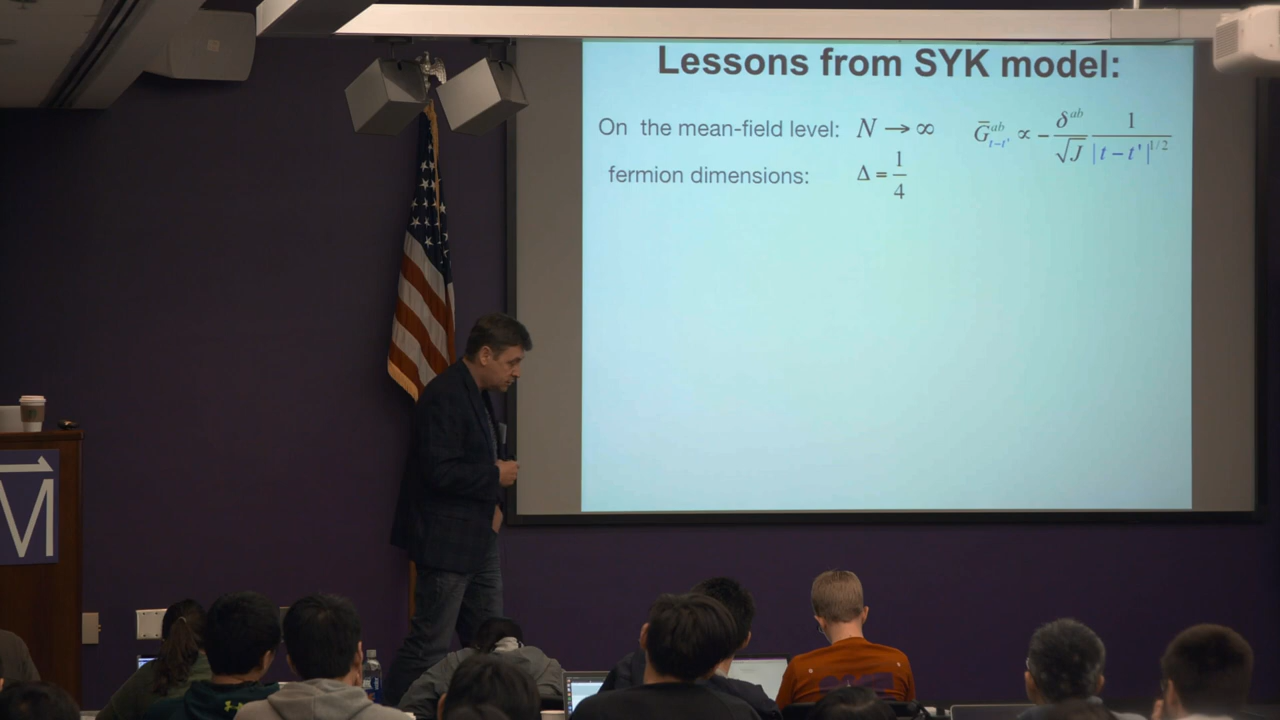 Lessons from SYK model:
On the mean-field level: N → ∞ Ḡ^{ab}_{t-t'} ∝ - δ^{ab}/√J 1/|t - t'|^{1/2}
fermion dimensions: Δ = 1/4
M